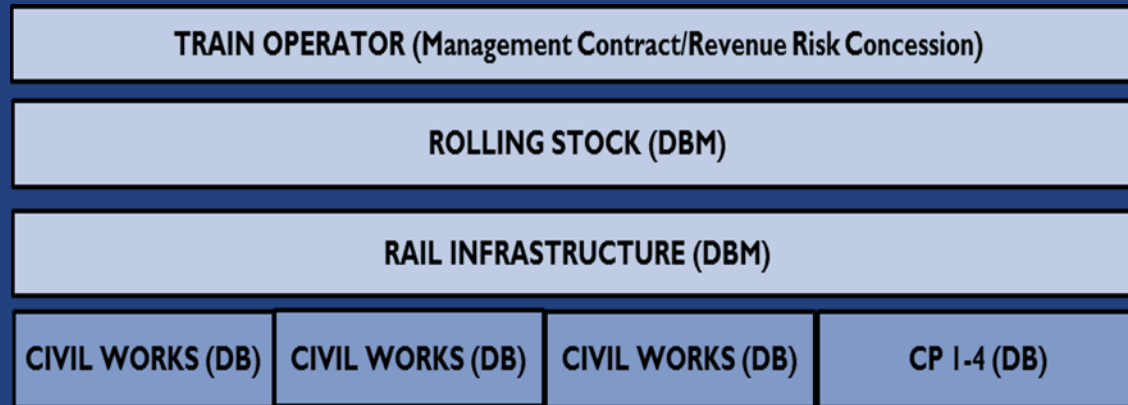 TRAIN OPERATOR (Management Contract/Revenue Risk Concession)
ROLLING STOCK (DBM)
RAIL INFRASTRUCTURE (DBM)
CIVIL WORKS (DB)
CIVIL WORKS (DB)
CIVIL WORKS (DB)
CP 1-4 (DB)